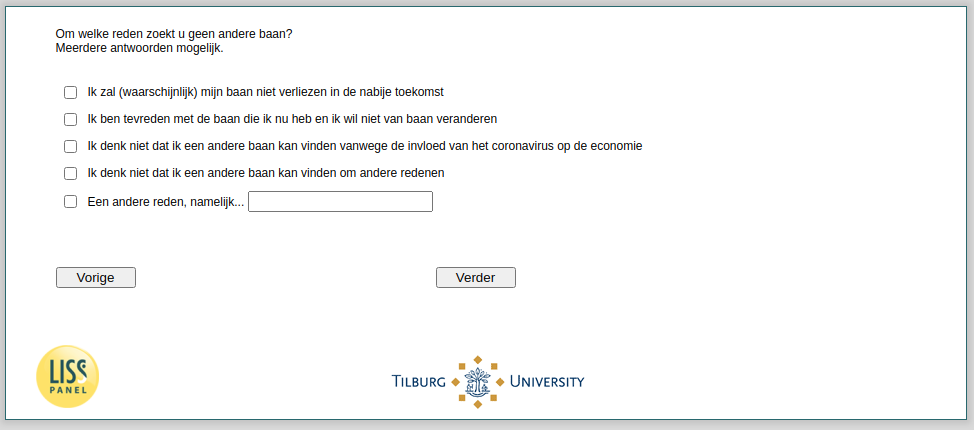 Om welke reden zoekt u geen andere baan?
Meerdere antwoorden mogelijk.
Ik zal (waarschijnlijk) mijn baan niet verliezen in de nabije toekomst
Ik ben tevreden met de baan die ik nu heb en ik wil niet van baan veranderen
Ik denk niet dat ik een andere baan kan vinden vanwege de invloed van het coronavirus op de economie
Ik denk niet dat ik een andere baan kan vinden om andere redenen
Een andere reden, namelijk...
Vorige Verder
LISS
PANEL
TILBURG UNIVERSITY